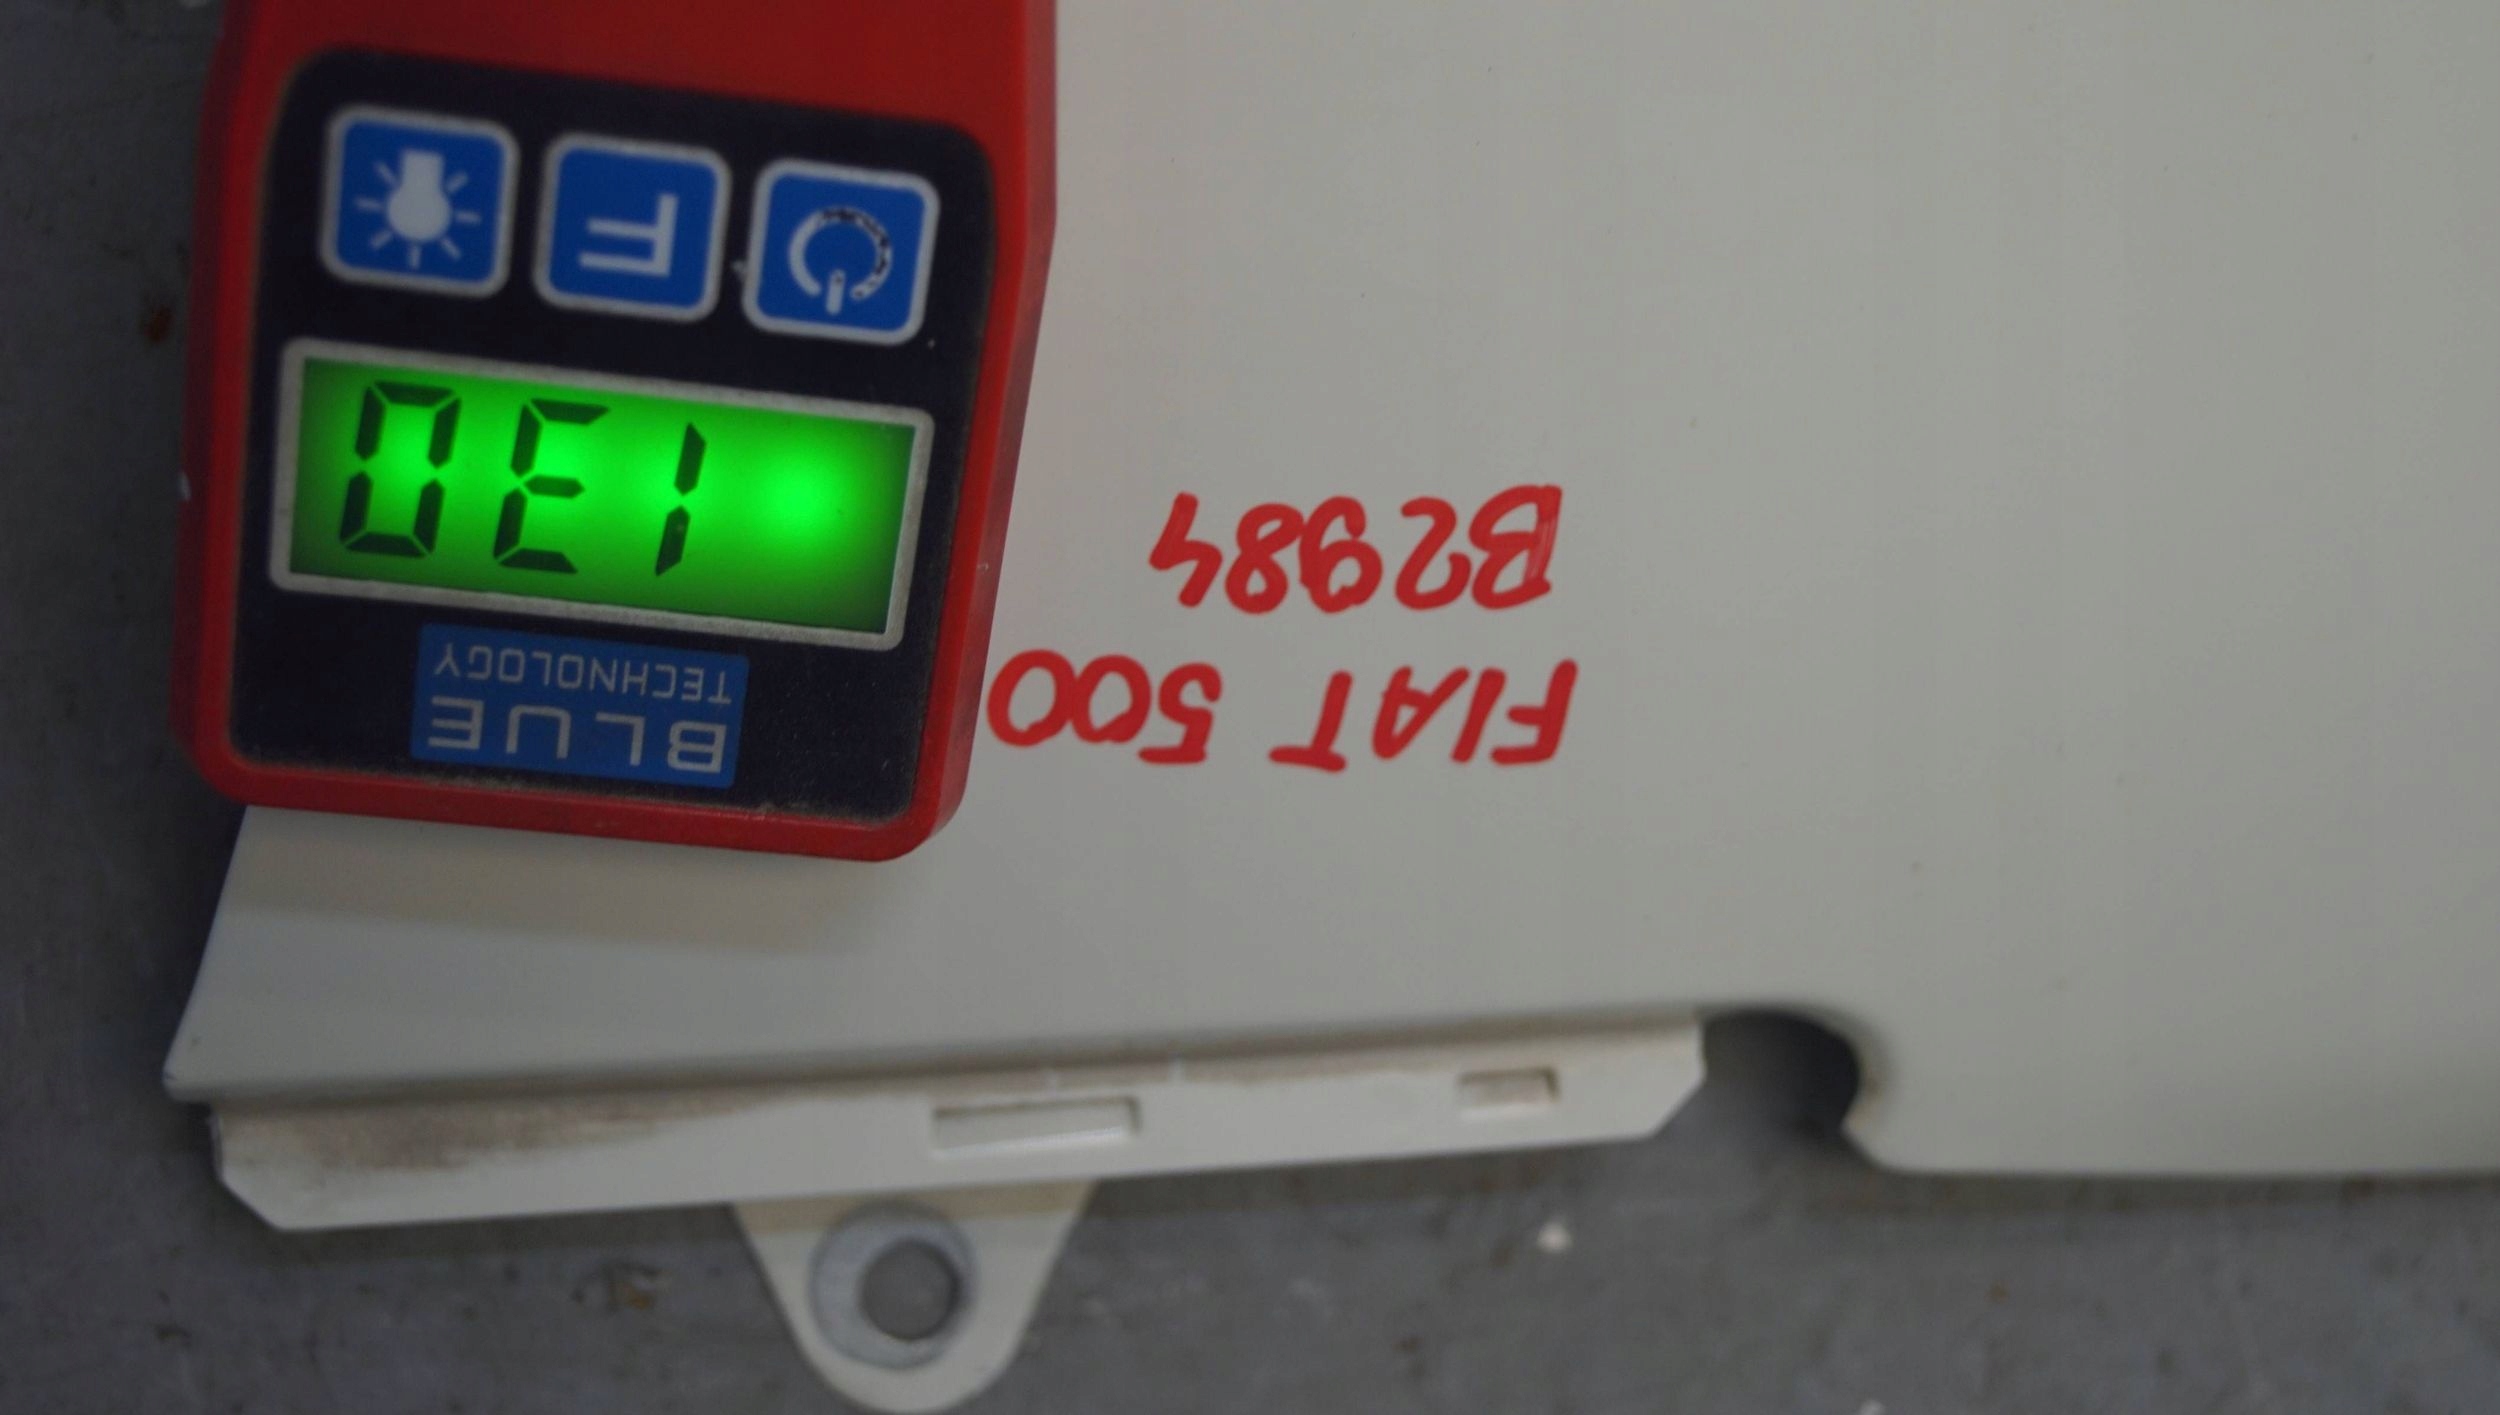 FIAT 500
B2984
BLUE
TECHNOLOGY
130
F